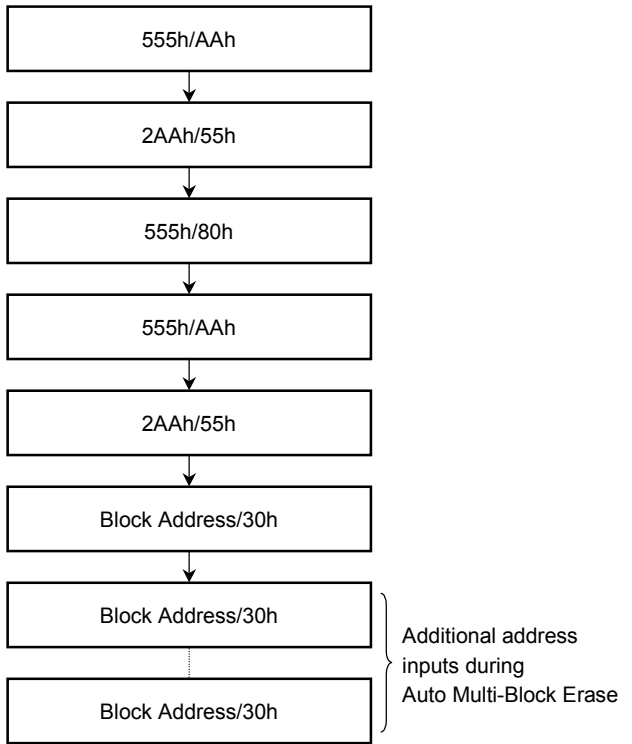 555h/AAh
2AAh/55h
555h/80h
555h/AAh
2AAh/55h
Block Address/30h
Block Address/30h
Additional address
inputs during
Auto Multi-Block Erase
Block Address/30h